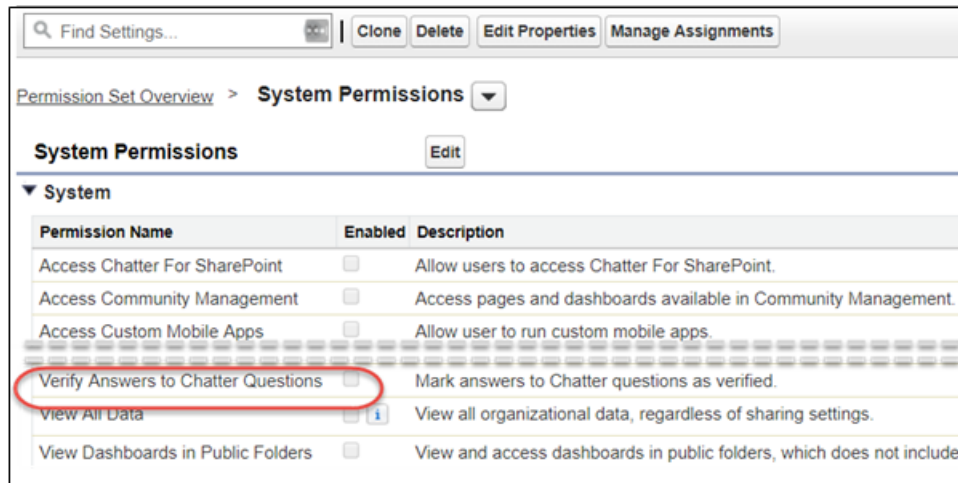 Find Settings... Clone Delete Edit Properties Manage Assignments
Permission Set Overview > System Permissions
System Permissions Edit
System
Permission Name Enabled Description
Access Chatter For SharePoint Allow users to access Chatter For SharePoint.
Access Community Management Access pages and dashboards available in Community Management.
Access Custom Mobile Apps Allow user to run custom mobile apps.
Verify Answers to Chatter Questions Mark answers to Chatter questions as verified.
View All Data i View all organizational data, regardless of sharing settings.
View Dashboards in Public Folders View and access dashboards in public folders, which does not include